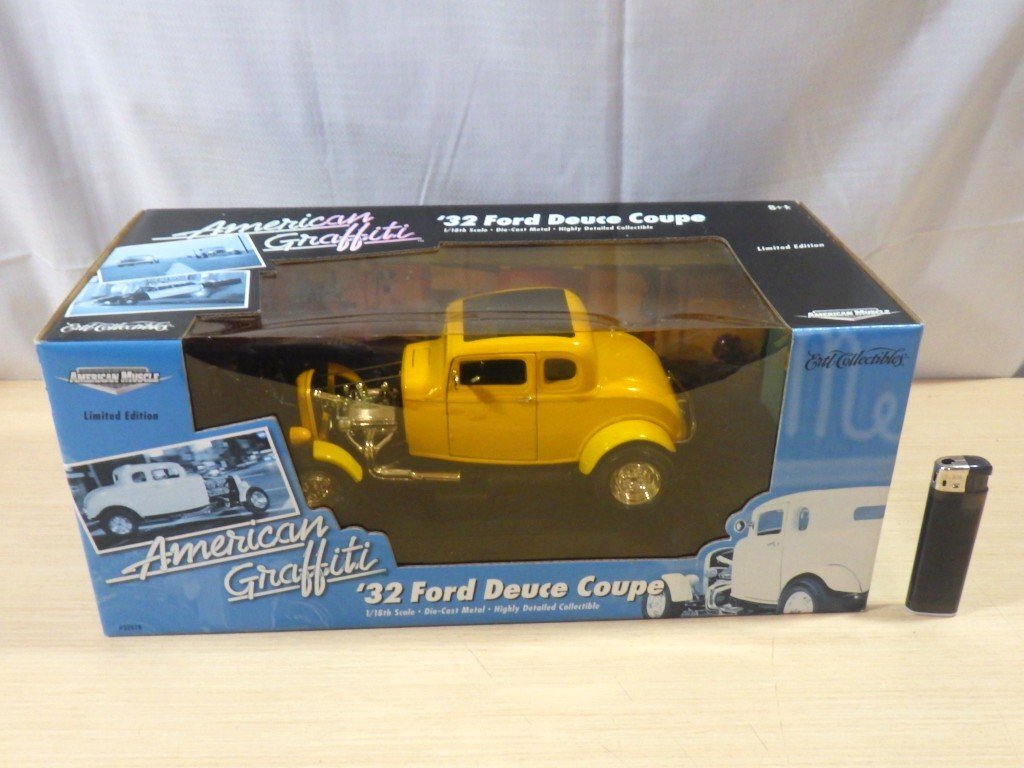 American
Graffiti
'32 Ford Deuce Coupe
1/18th Scale · Die-Cast Metal · Highly Detailed Collectible
8+
Limited Edition
AMERICAN MUSCLE
Ertl Collectibles
AMERICAN MUSCLE
Limited Edition
Ertl Collectibles
Me
American
Graffiti
'32 Ford Deuce Coupe
1/18th Scale · Die-Cast Metal · Highly Detailed Collectible